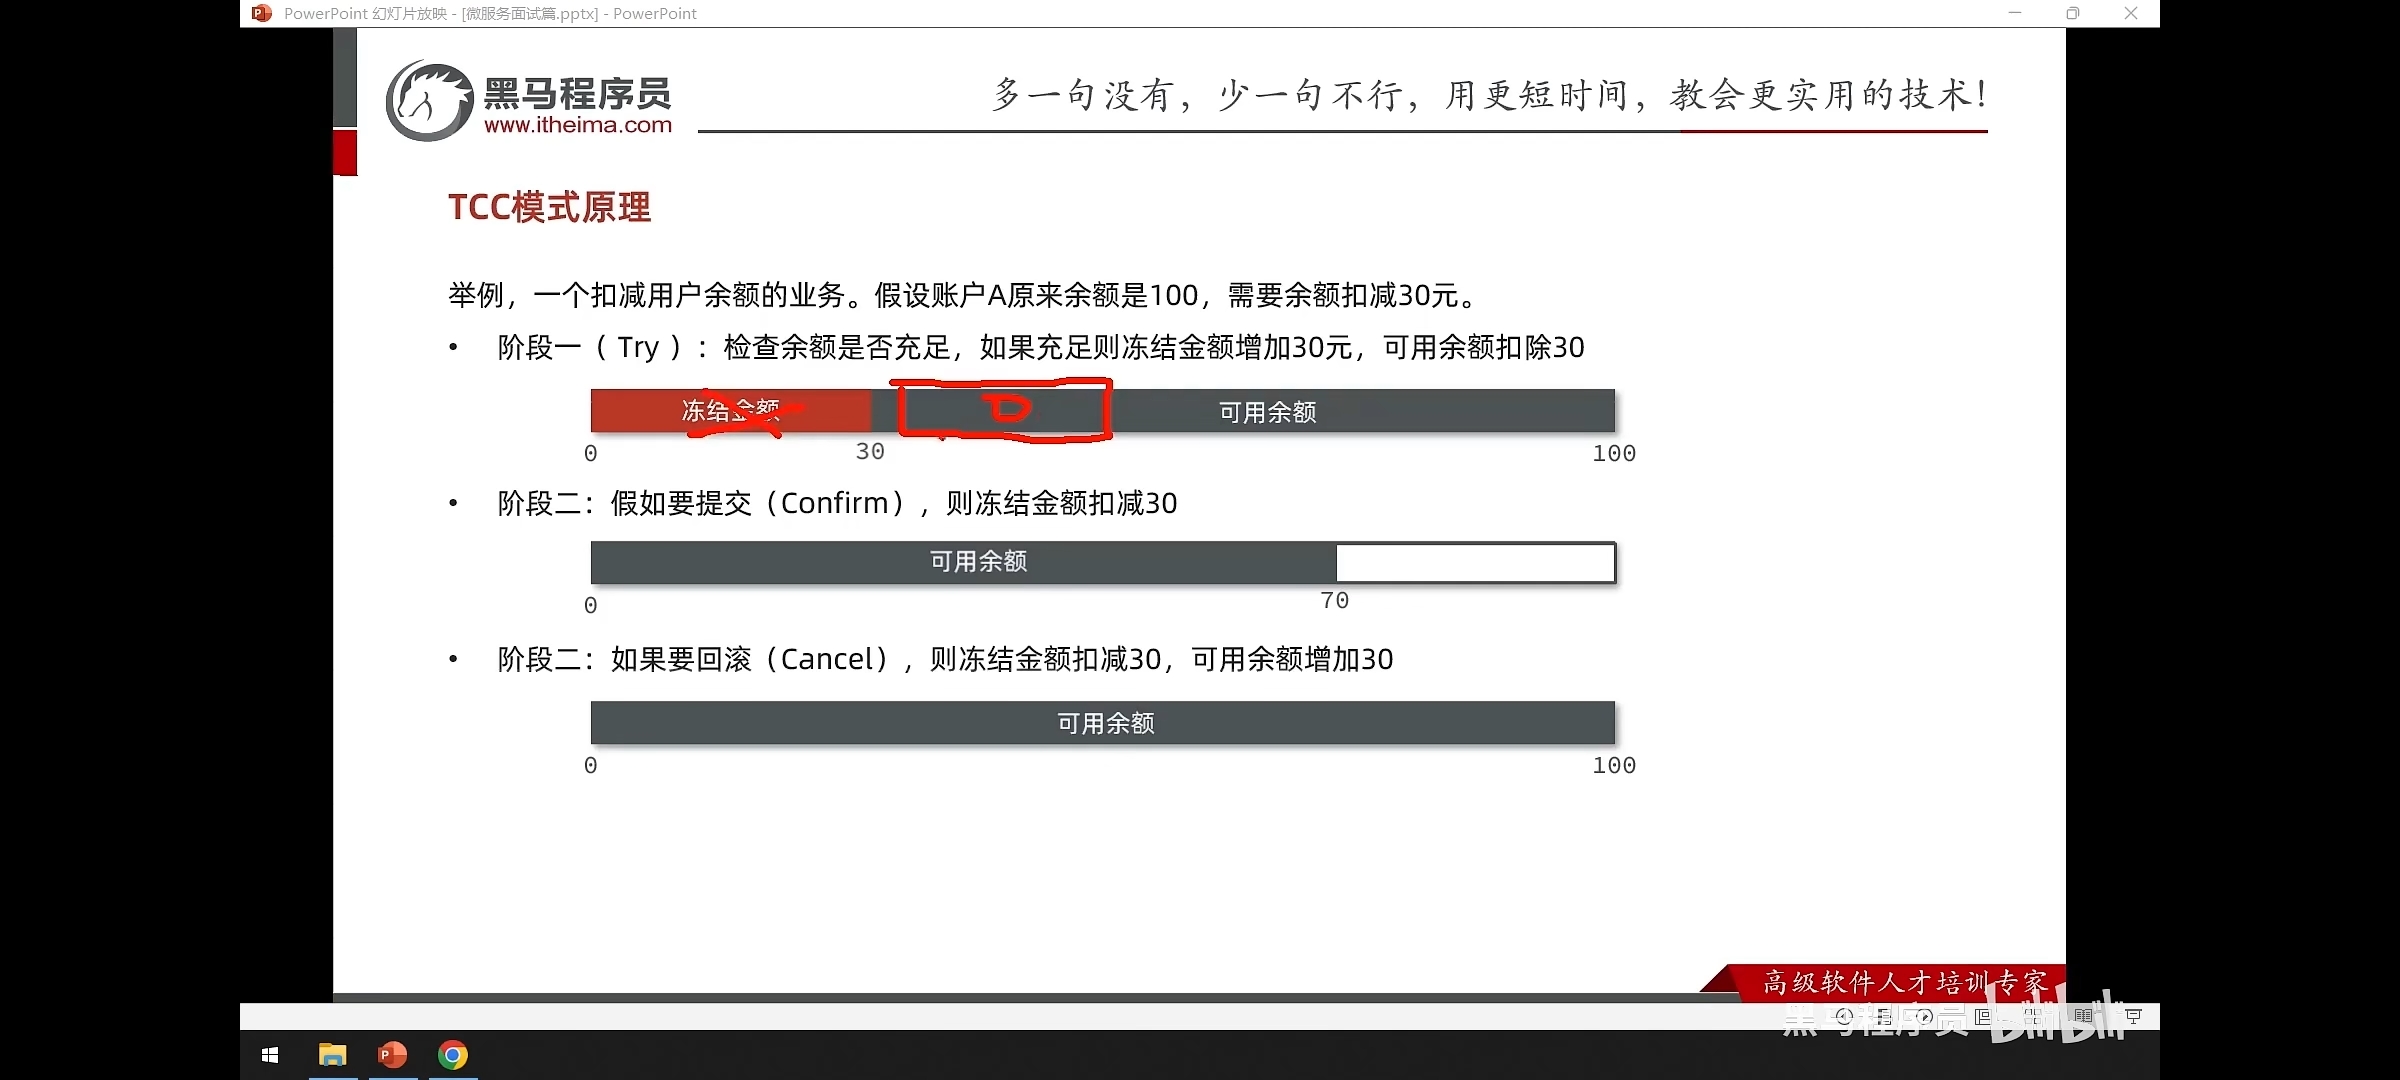 PowerPoint 幻灯片放映 - [微服务面试篇.pptx] - PowerPoint
黑马程序员
www.itheima.com
多一句没有，少一句不行，用更短时间，教会更实用的技术！
TCC模式原理
举例，一个扣减用户余额的业务。假设账户A原来余额是100，需要余额扣减30元。
• 阶段一（ Try ）：检查余额是否充足，如果充足则冻结金额增加30元，可用余额扣除30
冻结金额 可用余额
0 30 100
• 阶段二：假如要提交（Confirm），则冻结金额扣减30
可用余额
0 70
• 阶段二：如果要回滚（Cancel），则冻结金额扣减30，可用余额增加30
可用余额
0 100
高级软件人才培训专家
黑马程序员 bilibili